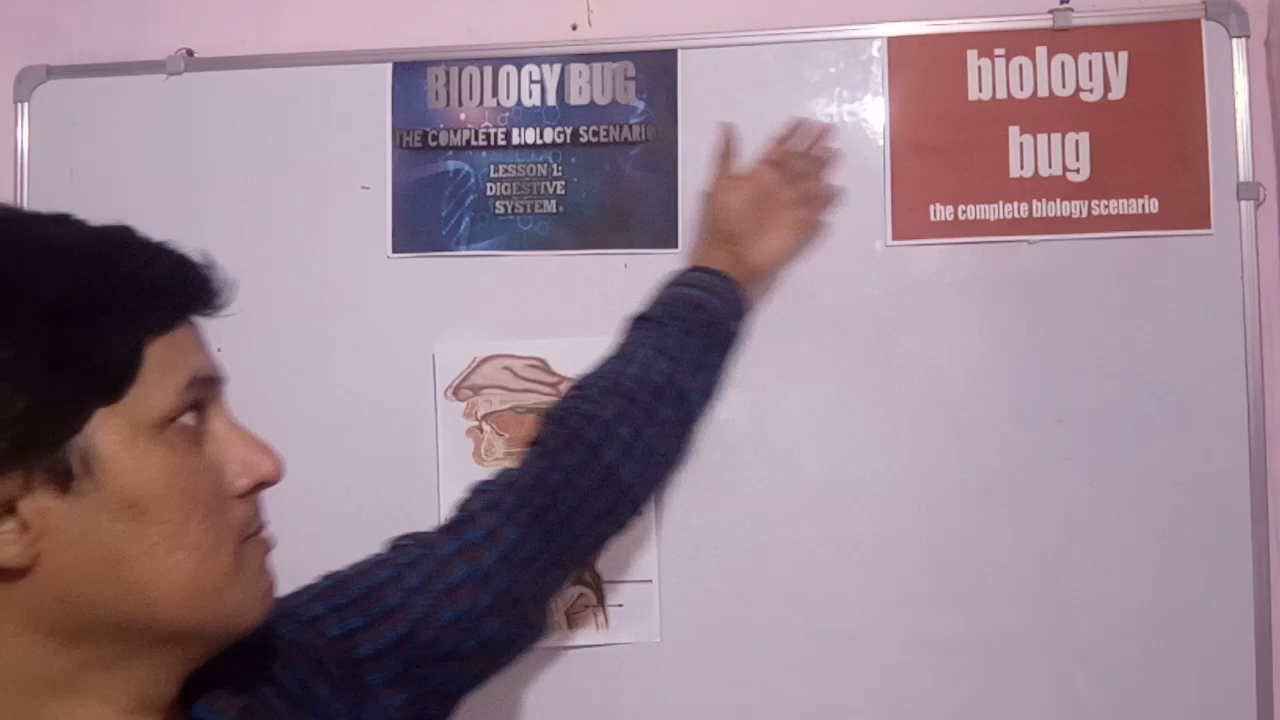 BIOLOGY BUG
THE COMPLETE BIOLOGY SCENARIO
LESSON 1:
DIGESTIVE
SYSTEM.
biology
bug
the complete biology scenario